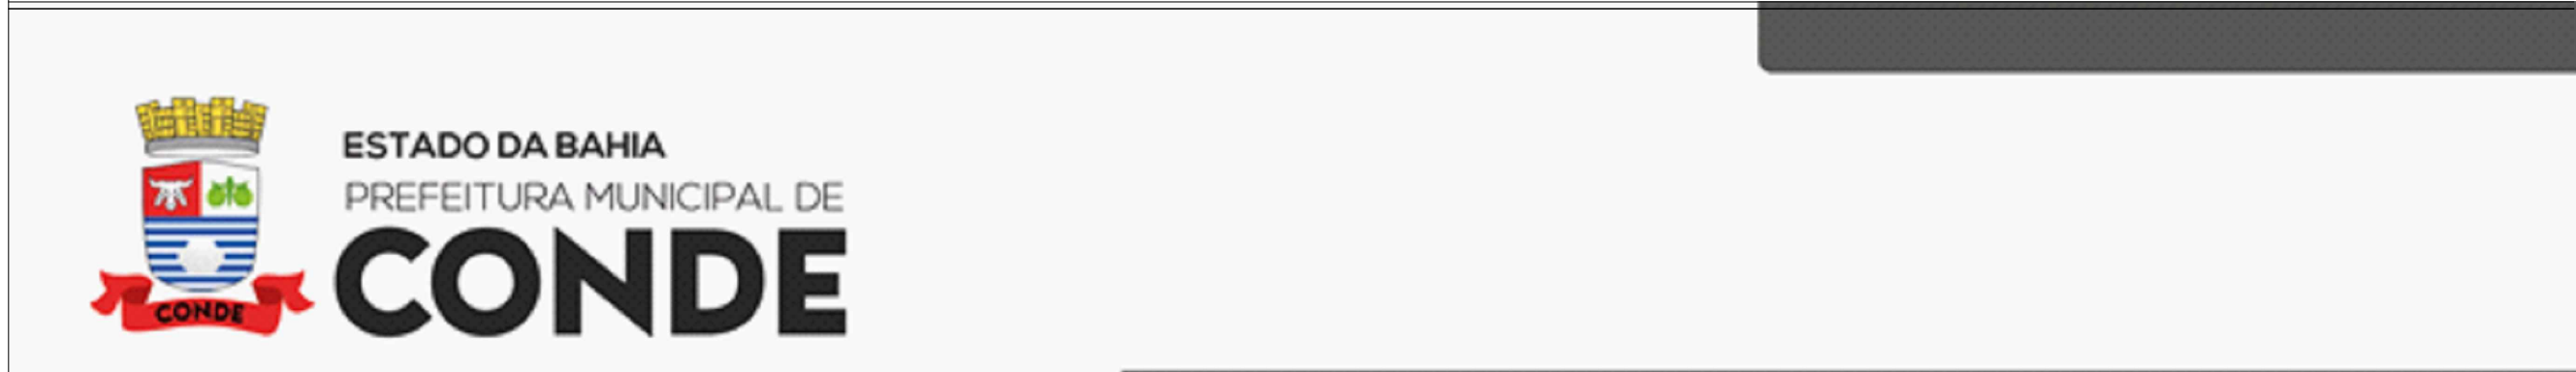 ESTADO DA BAHIA
PREFEITURA MUNICIPAL DE
CONDE
CONDE